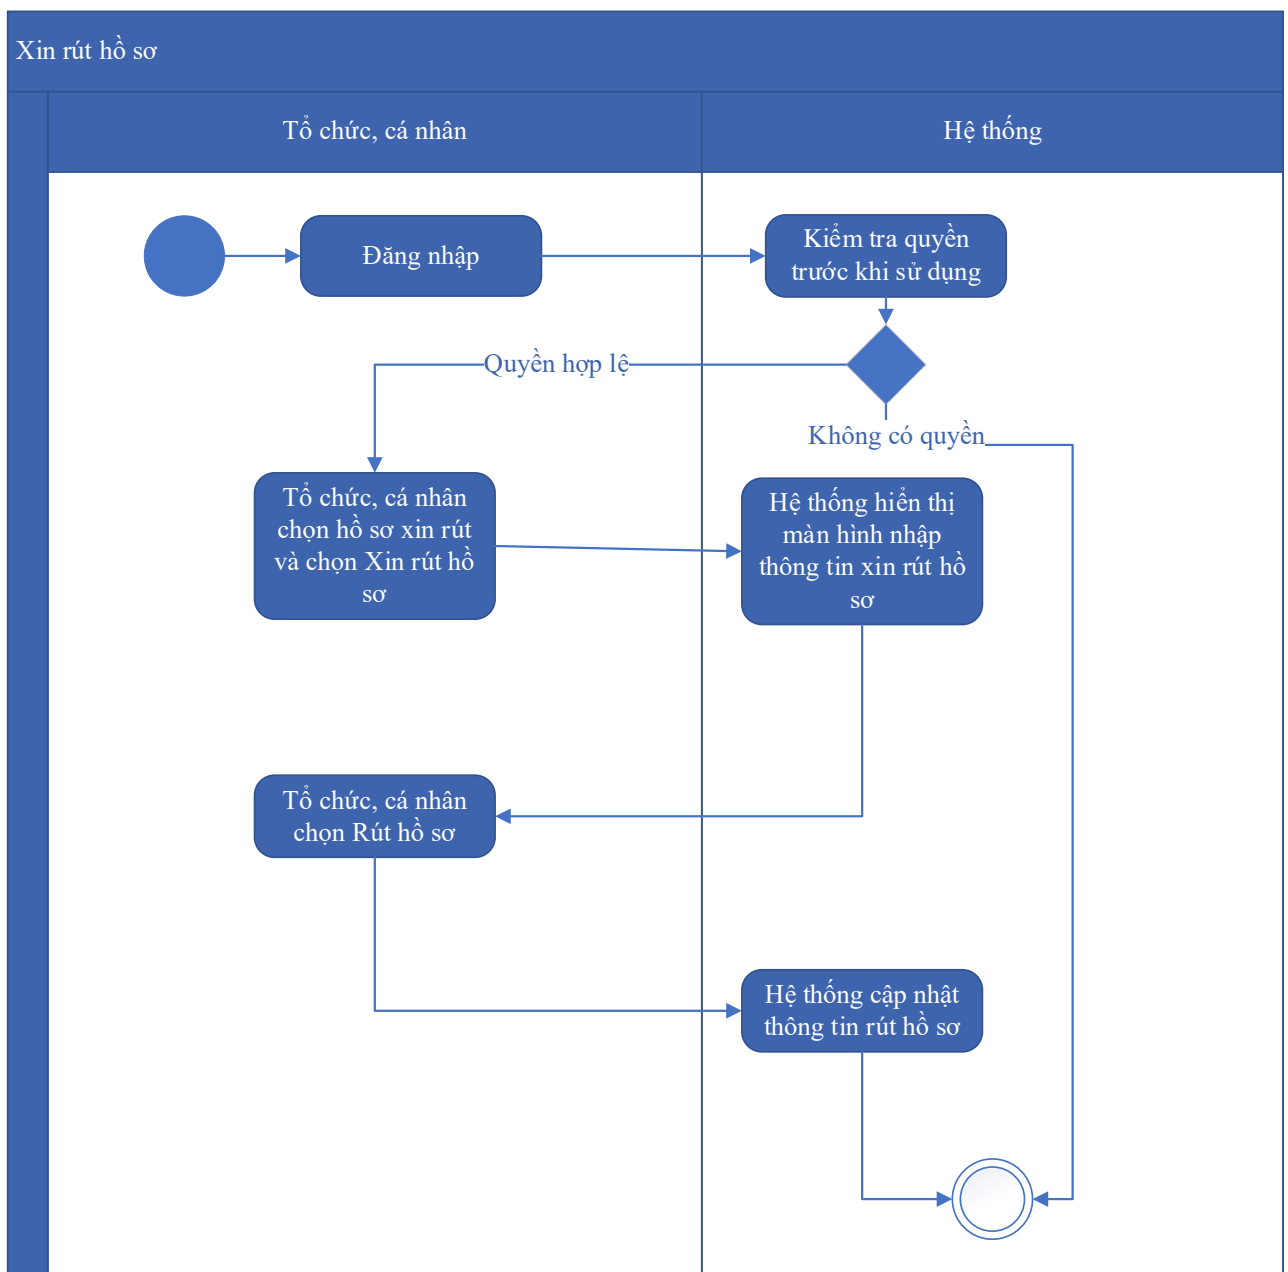 Xin rút hồ sơ
Tổ chức, cá nhân
Hệ thống
Đăng nhập
Kiểm tra quyền
trước khi sử dụng
Quyền hợp lệ
Không có quyền
Tổ chức, cá nhân
chọn hồ sơ xin rút
và chọn Xin rút hồ
sơ
Hệ thống hiển thị
màn hình nhập
thông tin xin rút hồ
sơ
Tổ chức, cá nhân
chọn Rút hồ sơ
Hệ thống cập nhật
thông tin rút hồ sơ